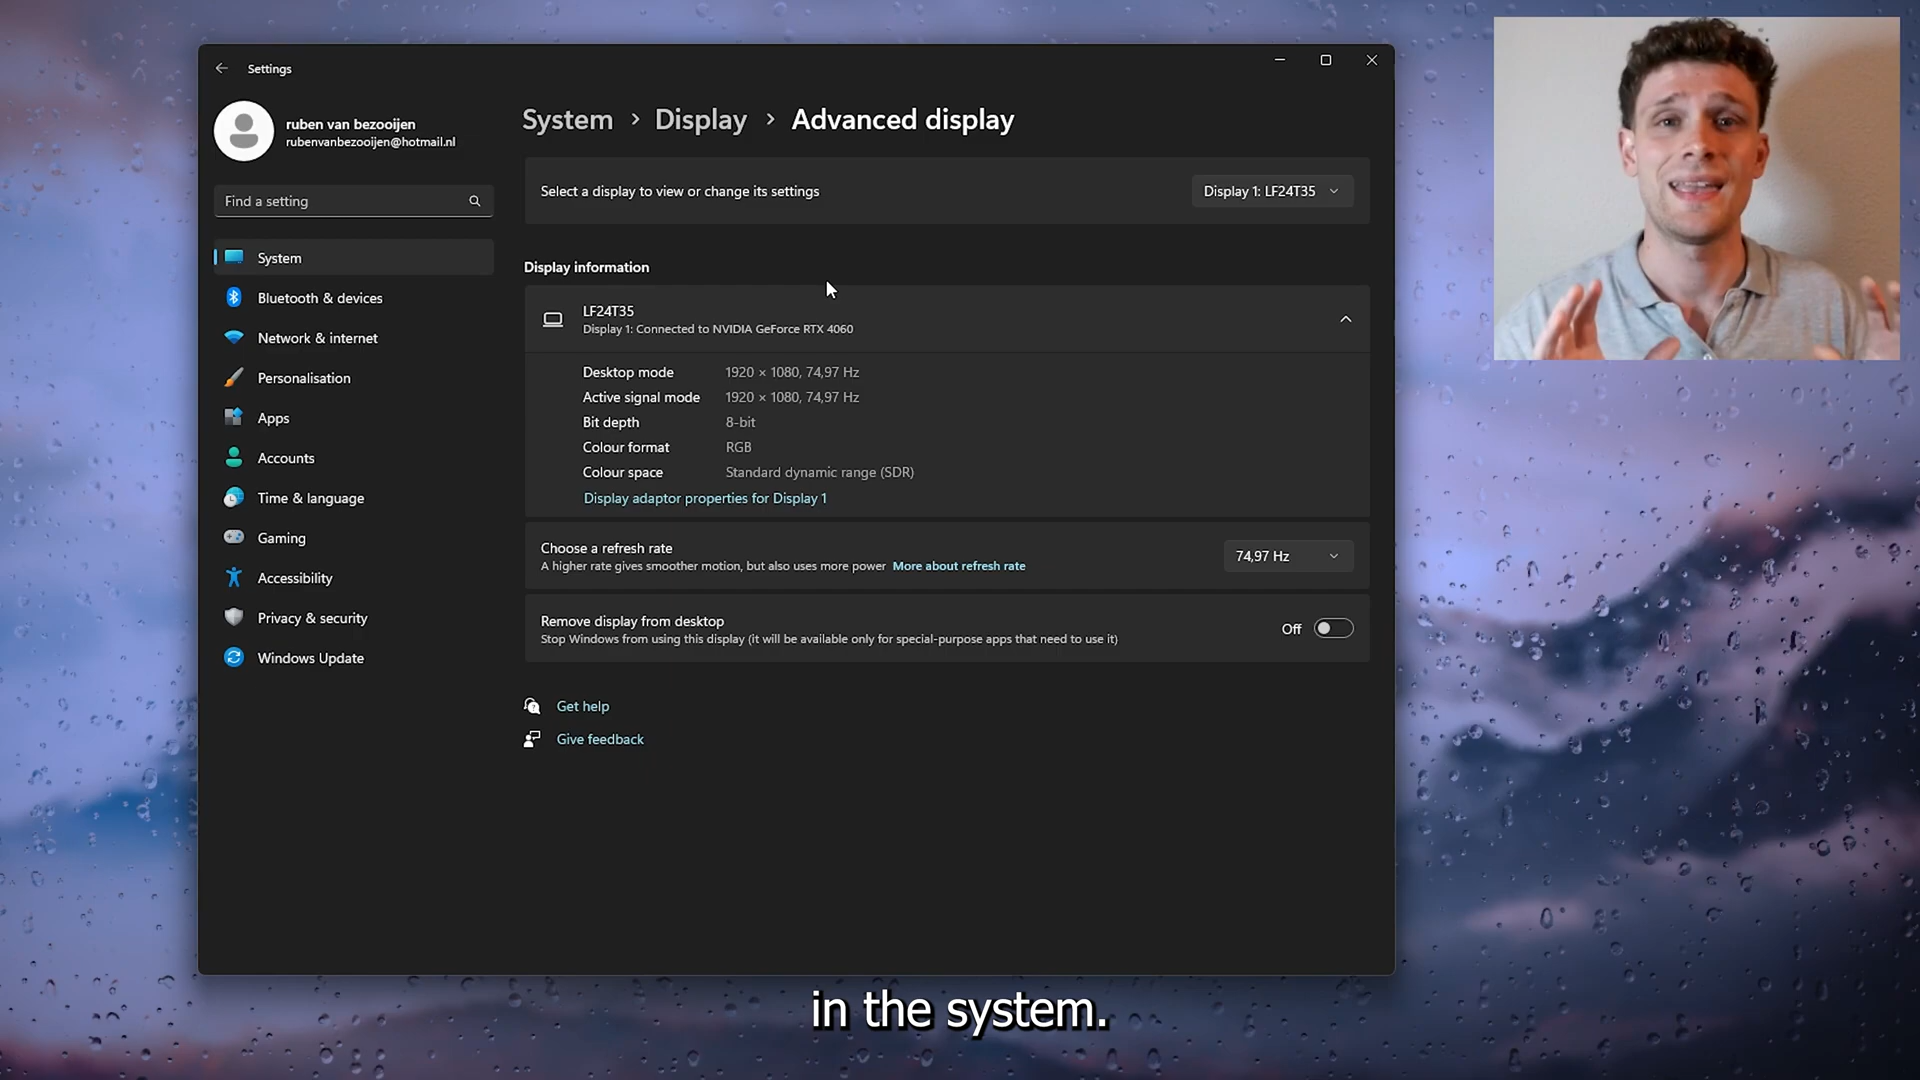 Settings
ruben van bezooijen
rubenvanbezooijen@hotmail.nl
Find a setting
System
Bluetooth & devices
Network & internet
Personalisation
Apps
Accounts
Time & language
Gaming
Accessibility
Privacy & security
Windows Update
System > Display > Advanced display
Select a display to view or change its settings
Display 1: LF24T35
Display information
LF24T35
Display 1: Connected to NVIDIA GeForce RTX 4060
Desktop mode 1920 × 1080, 74,97 Hz
Active signal mode 1920 × 1080, 74,97 Hz
Bit depth 8-bit
Colour format RGB
Colour space Standard dynamic range (SDR)
Display adaptor properties for Display 1
Choose a refresh rate
A higher rate gives smoother motion, but also uses more power More about refresh rate
74,97 Hz
Remove display from desktop
Stop Windows from using this display (it will be available only for special-purpose apps that need to use it)
Off
Get help
Give feedback
in the system.